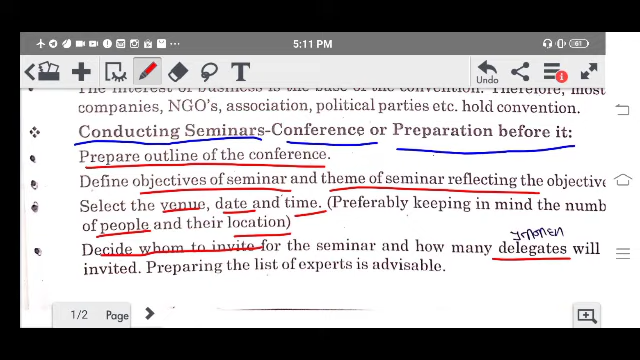 5:11 PM
61
Undo
The interest of business is the base of the convention. Therefore, most
companies, NGO's, association, political parties etc. hold convention.
❖ Conducting Seminars-Conference or Preparation before it:
Prepare outline of the conference.
Define objectives of seminar and theme of seminar reflecting the objective
Select the venue, date and time. (Preferably keeping in mind the numb
of people and their location)
Decide whom to invite for the seminar and how many delegates will
invited. Preparing the list of experts is advisable.
1/2 Page